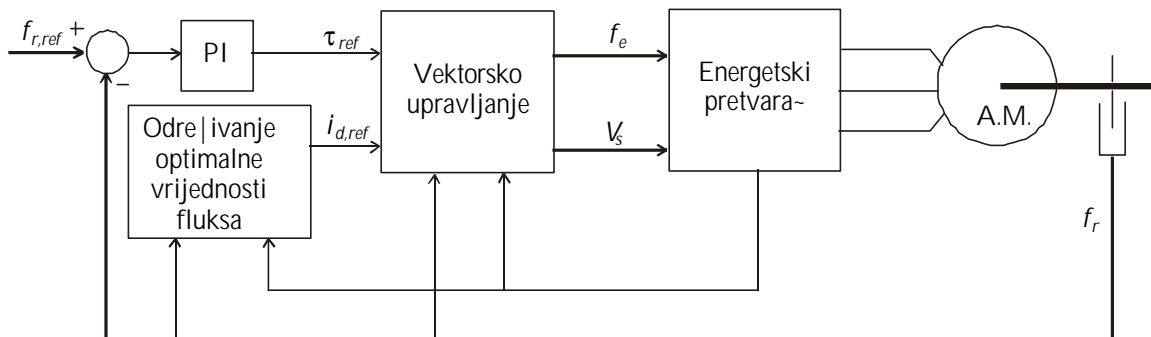 f_r,ref +
−
PI
τ_ref
Odre|ivanje
optimalne
vrijednosti
fluksa
i_d,ref
Vektorsko
upravljanje
f_e
V_s
Energetski
pretvara~
A.M.
f_r